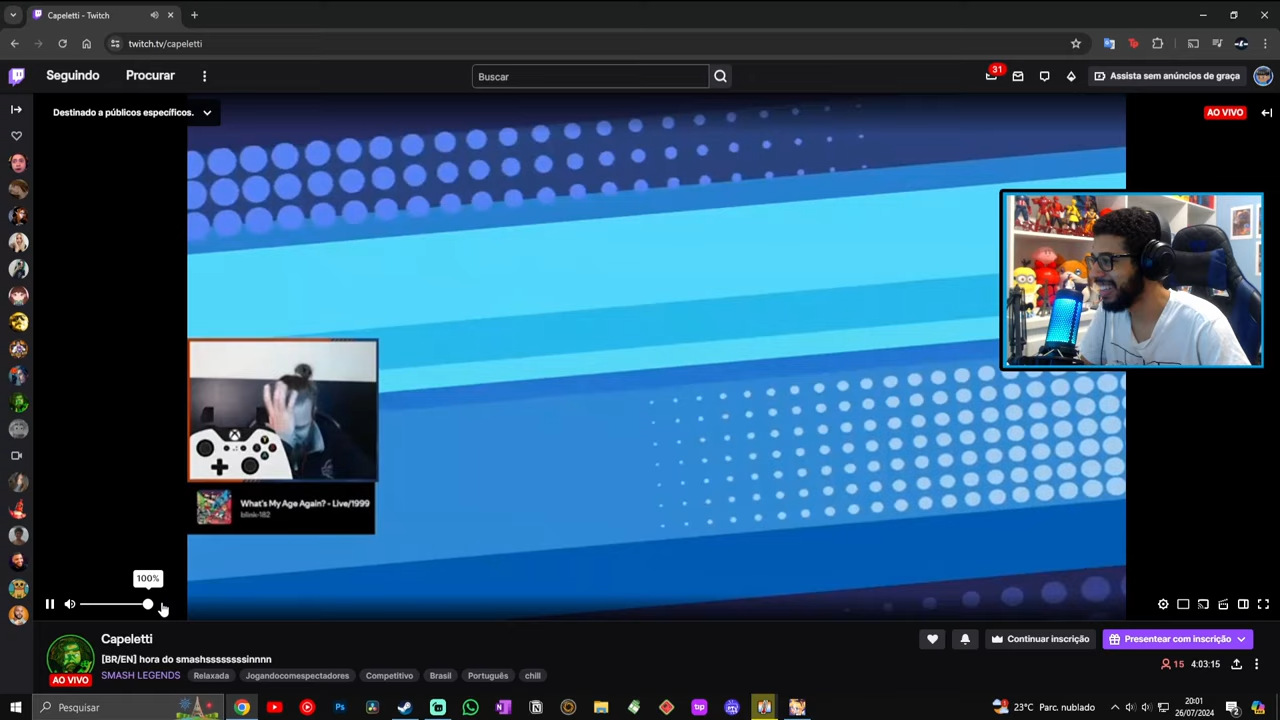 Capeletti - Twitch
twitch.tv/capeletti
Seguindo
Procurar
Buscar
31
Assista sem anúncios de graça
Destinado a públicos específicos.
AO VIVO
What's My Age Again? - Live/1999
blink-182
100%
Capeletti
[BR/EN] hora do smashsssssssinnnn
SMASH LEGENDS
Relaxada
Jogandocomespectadores
Competitivo
Brasil
Português
chill
AO VIVO
Continuar inscrição
Presentear com inscrição
15
4:03:15
Pesquisar
23°C Parc. nublado
20:01
26/07/2024
2